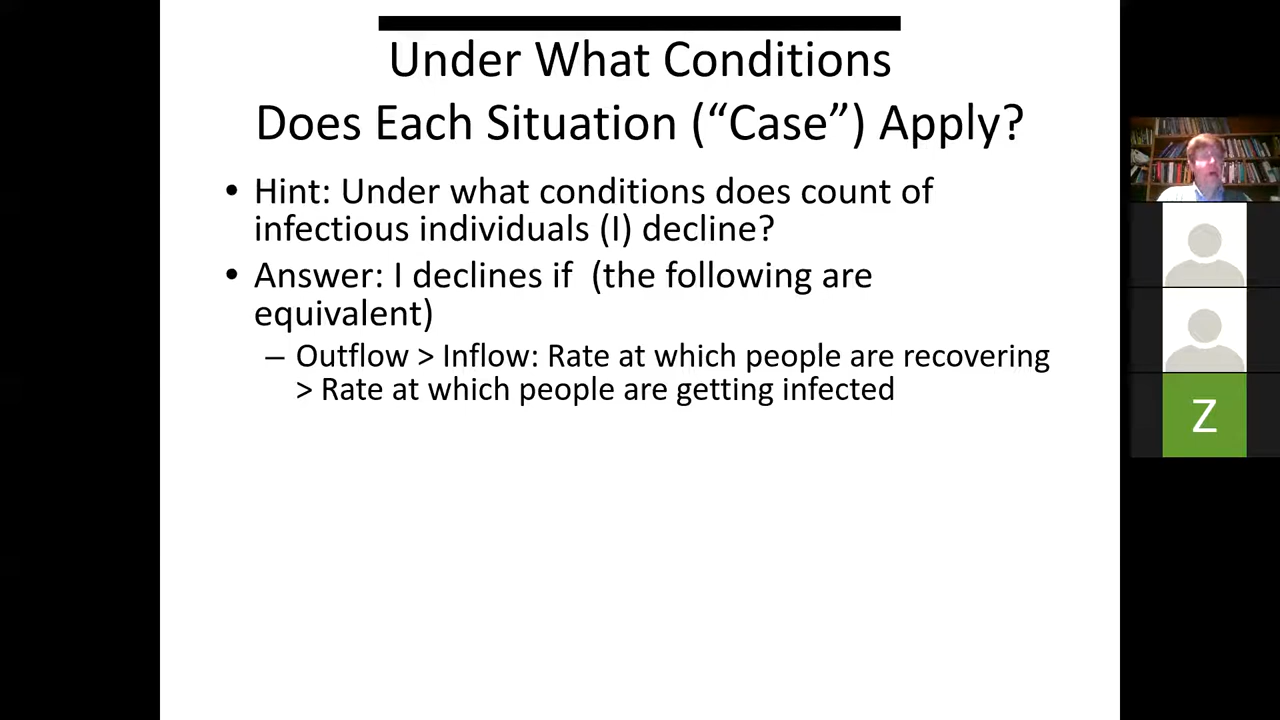 Under What Conditions
Does Each Situation (“Case”) Apply?
• Hint: Under what conditions does count of
infectious individuals (I) decline?
• Answer: I declines if  (the following are
equivalent)
– Outflow > Inflow: Rate at which people are recovering
> Rate at which people are getting infected
Z